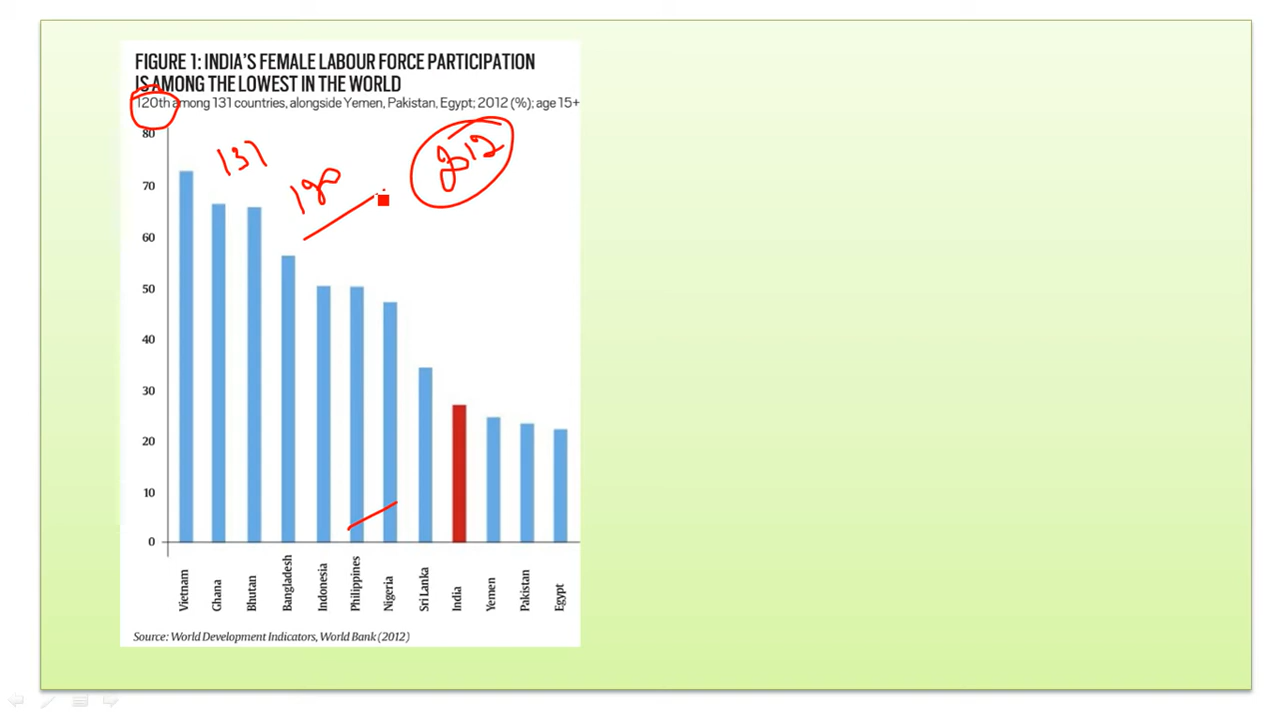 FIGURE 1: INDIA'S FEMALE LABOUR FORCE PARTICIPATION
IS AMONG THE LOWEST IN THE WORLD
120th among 131 countries, alongside Yemen, Pakistan, Egypt; 2012 (%); age 15+
80
131
2012
70
60
50
40
30
20
10
0
Vietnam
Ghana
Bhutan
Bangladesh
Indonesia
Philippines
Nigeria
Sri Lanka
India
Yemen
Pakistan
Egypt
Source: World Development Indicators, World Bank (2012)